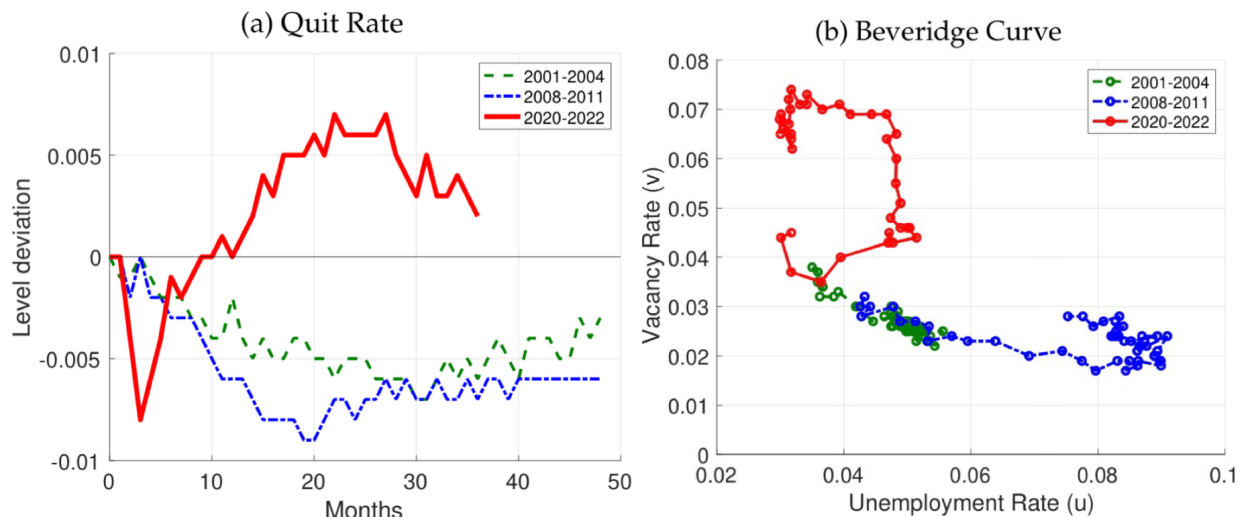 (a) Quit Rate
0.01
0.005
0
-0.005
-0.01
Level deviation
0 10 20 30 40 50
Months
2001-2004
2008-2011
2020-2022
(b) Beveridge Curve
0.08
0.07
0.06
0.05
0.04
0.03
0.02
0.01
0
Vacancy Rate (v)
0.02 0.04 0.06 0.08 0.1
Unemployment Rate (u)
2001-2004
2008-2011
2020-2022